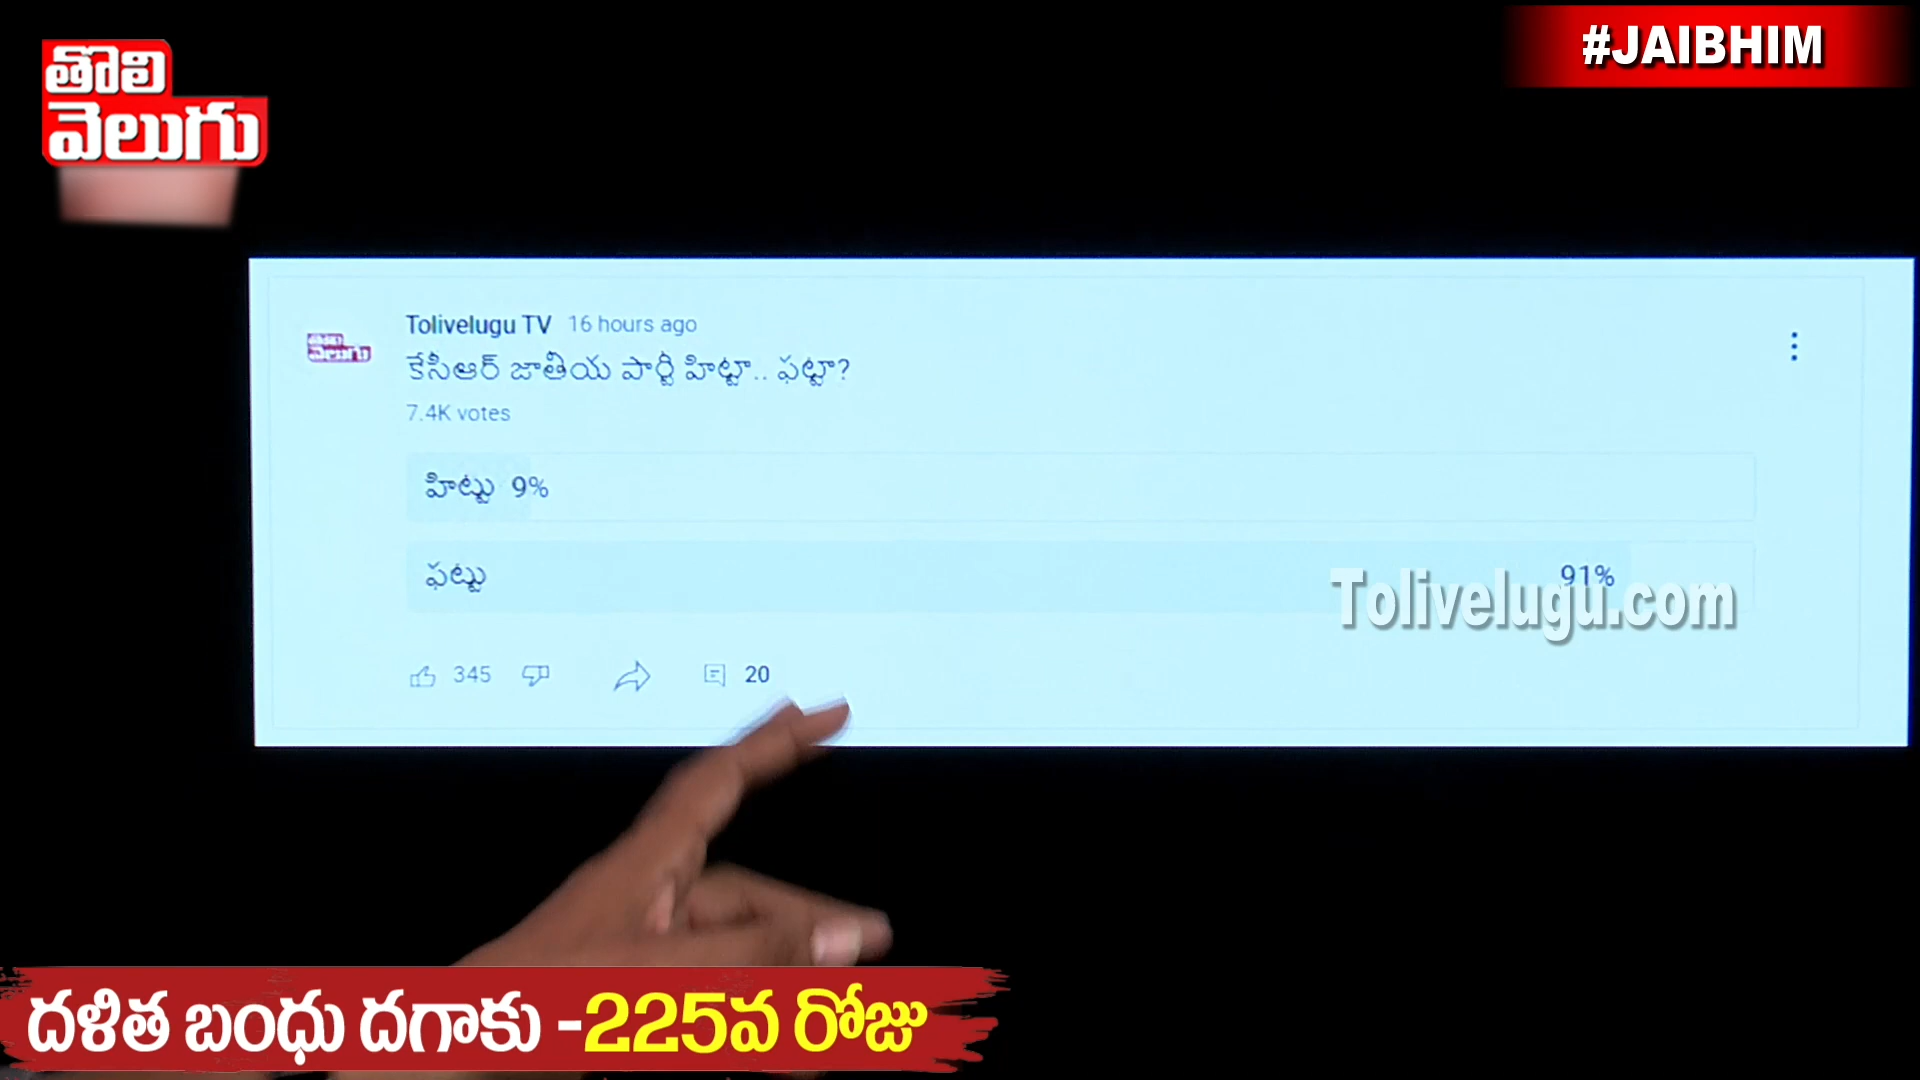 తొలి
వెలుగు
#JAIBHIM
Tolivelugu TV 16 hours ago
తొలి
వెలుగు
కేసీఆర్ జాతీయ పార్టీ హిట్టా.. ఫట్టా?
7.4K votes
హిట్టు 9%
ఫట్టు 91%
Tolivelugu.com
345 20
దళిత బంధు దగాకు -225వ రోజు